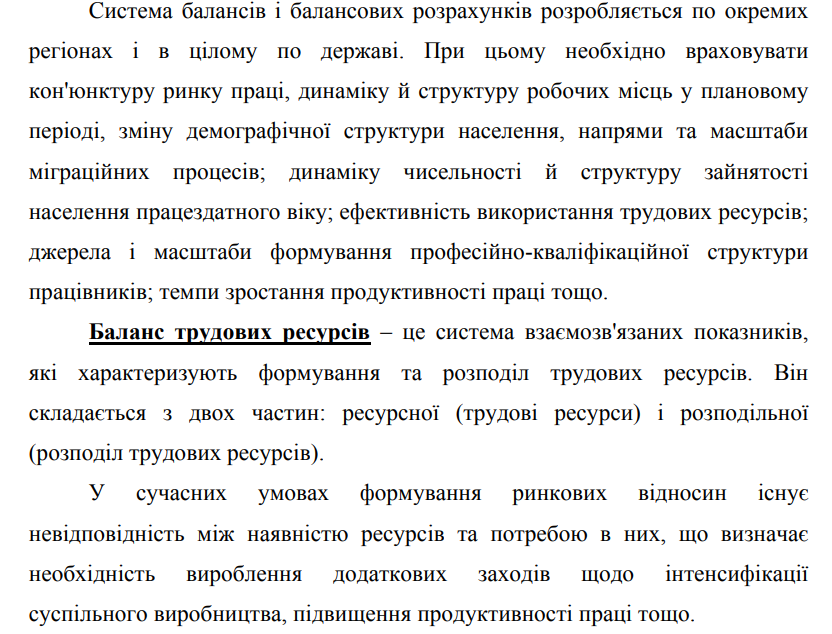 Система балансів і балансових розрахунків розробляється по окремих
регіонах і в цілому по державі. При цьому необхідно враховувати
кон'юнктуру ринку праці, динаміку й структуру робочих місць у плановому
періоді, зміну демографічної структури населення, напрями та масштаби
міграційних процесів; динаміку чисельності й структуру зайнятості
населення працездатного віку; ефективність використання трудових ресурсів;
джерела і масштаби формування професійно-кваліфікаційної структури
працівників; темпи зростання продуктивності праці тощо.
Баланс трудових ресурсів – це система взаємозв'язаних показників,
які характеризують формування та розподіл трудових ресурсів. Він
складається з двох частин: ресурсної (трудові ресурси) і розподільної
(розподіл трудових ресурсів).
У сучасних умовах формування ринкових відносин існує
невідповідність між наявністю ресурсів та потребою в них, що визначає
необхідність вироблення додаткових заходів щодо інтенсифікації
суспільного виробництва, підвищення продуктивності праці тощо.